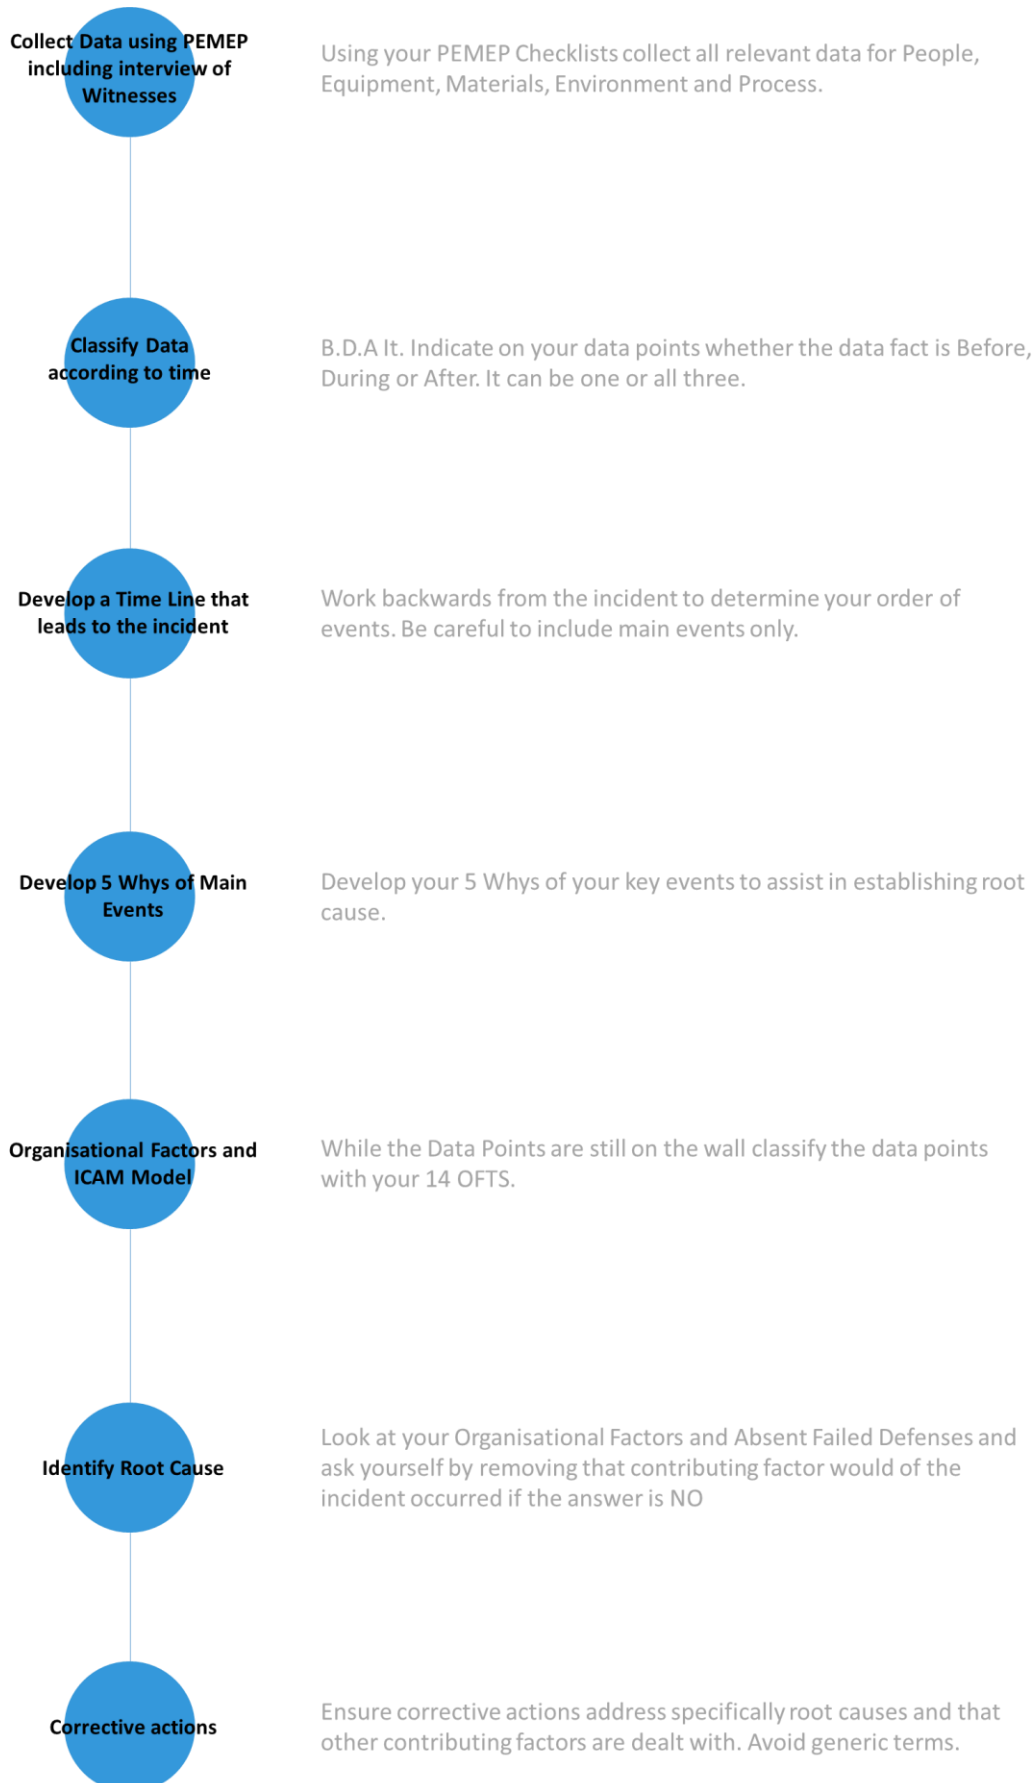 Collect Data using PEMEP
including interview of
Witnesses
Using your PEMEP Checklists collect all relevant data for People,
Equipment, Materials, Environment and Process.
Classify Data
according to time
B.D.A It. Indicate on your data points whether the data fact is Before,
During or After. It can be one or all three.
Develop a Time Line that
leads to the incident
Work backwards from the incident to determine your order of
events. Be careful to include main events only.
Develop 5 Whys of Main
Events
Develop your 5 Whys of your key events to assist in establishing root
cause.
Organisational Factors and
ICAM Model
While the Data Points are still on the wall classify the data points
with your 14 OFTS.
Identify Root Cause
Look at your Organisational Factors and Absent Failed Defenses and
ask yourself by removing that contributing factor would of the
incident occurred if the answer is NO
Corrective actions
Ensure corrective actions address specifically root causes and that
other contributing factors are dealt with. Avoid generic terms.